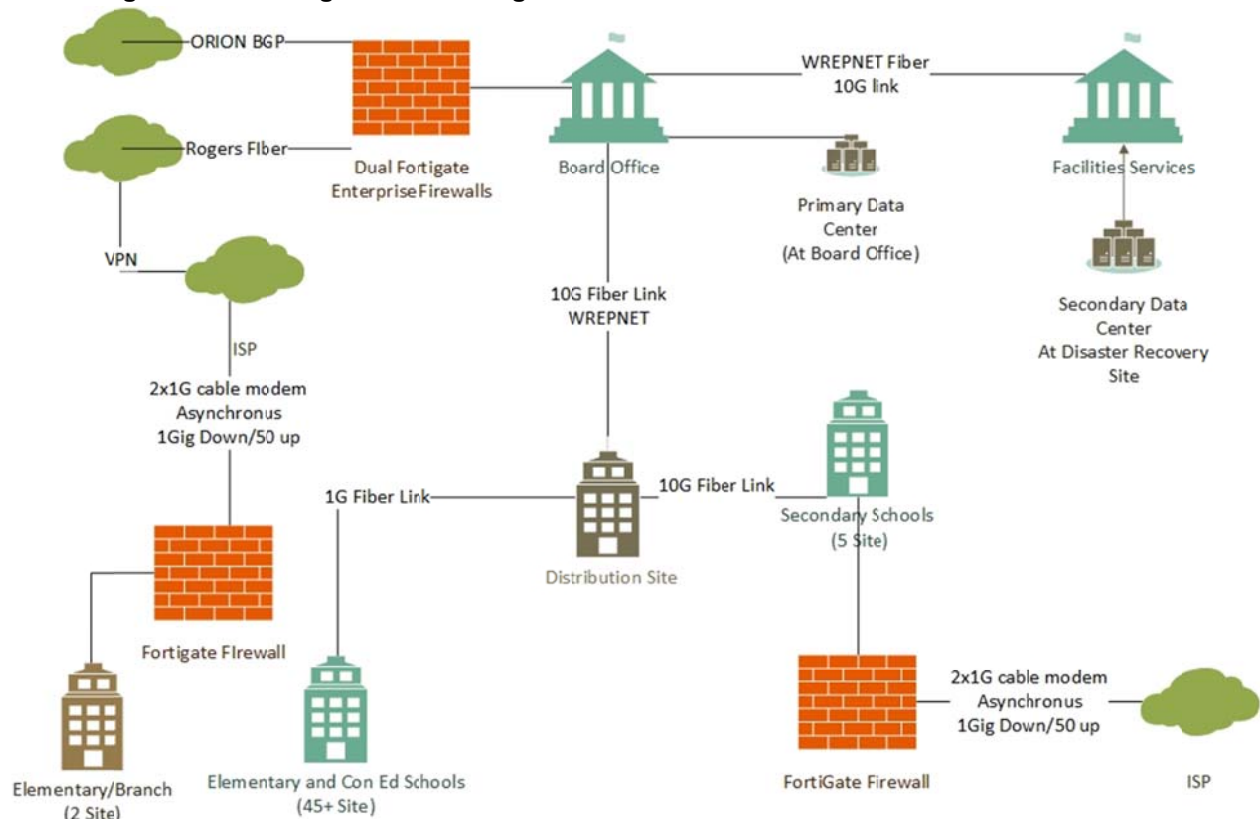 ORION BGP
WREPNET Fiber
10G link
Rogers Fiber
Dual Fortigate
EnterpriseFirewalls
Board Office
Facilities Services
Primary Data
Center
(At Board Office)
VPN
10G Fiber Link
WREPNET
Secondary Data
Center
At Disaster Recovery
Site
ISP
2x1G cable modem
Asynchronus
1Gig Down/50 up
1G Fiber Link
10G Fiber Link
Secondary Schools
(5 Site)
Distribution Site
Fortigate FIrewall
2x1G cable modem
Asynchronus
1Gig Down/50 up
Elementary/Branch
(2 Site)
Elementary and Con Ed Schools
(45+ Site)
FortiGate Firewall
ISP